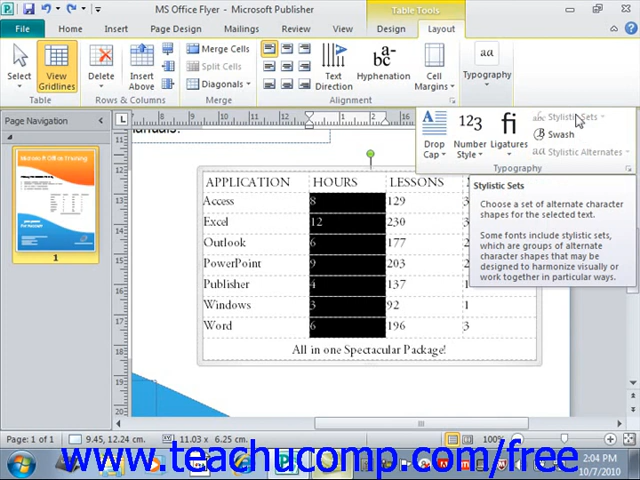 MS Office Flyer - Microsoft Publisher
Table Tools
File Home Insert Page Design Mailings Review View Design Layout
Select
View Gridlines
Delete
Insert Above
Merge Cells
Split Cells
Diagonals
Text Direction
Hyphenation
Cell Margins
Typography
Table Rows & Columns Merge Alignment
Page Navigation
1
manuals!
Drop Cap
Number Style
Ligatures
Stylistic Sets
Swash
Stylistic Alternates
Typography
Stylistic Sets
Choose a set of alternate character
shapes for the selected text.
Some fonts include stylistic sets,
which are groups of alternate
character shapes that may be
designed to harmonize visually or
work together in particular ways.
APPLICATION HOURS LESSONS
Access 8 129 3
Excel 12 230 3
Outlook 6 177
PowerPoint 9 203 2
Publisher 4 137 1
Windows 3 92 1
Word 6 196 3
All in one Spectacular Package!
Page: 1 of 1 9.45, 12.24 cm. 11.03 x 6.25 cm. 100%
www.teachucomp.com/free
2:04 PM
10/7/2010